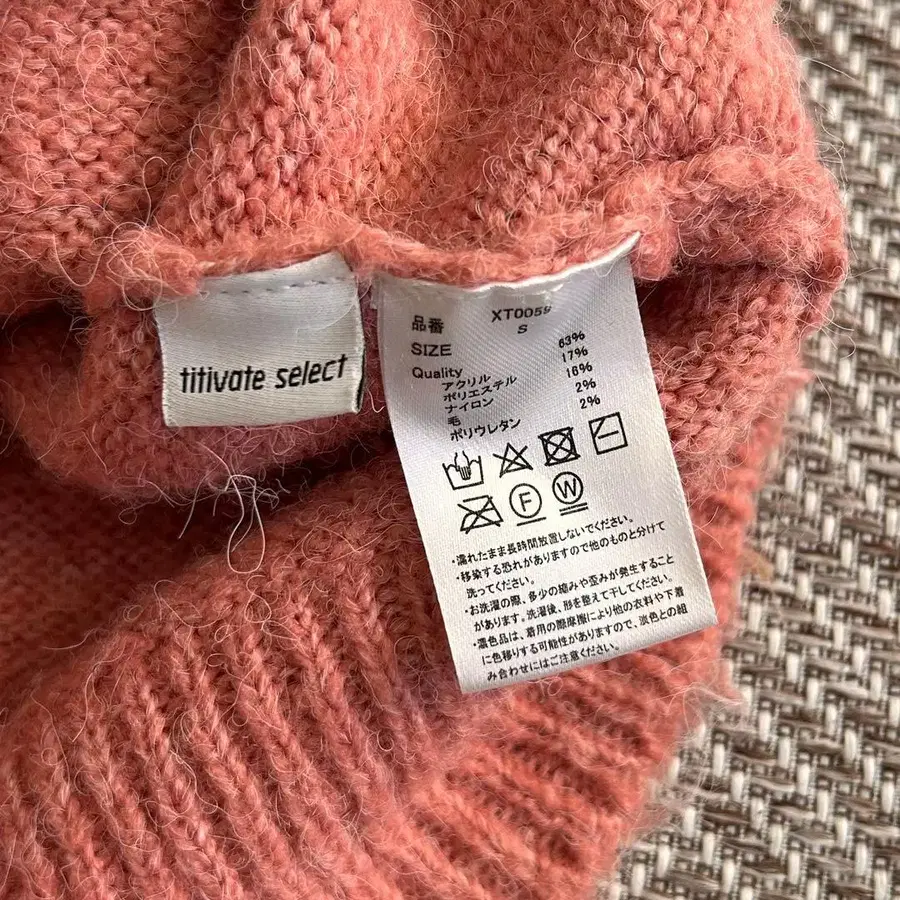 titivate select
品番 XT0059
SIZE S
Quality
アクリル 63%
ポリエステル 17%
ナイロン 16%
毛 2%
ポリウレタン 2%
F W
・濡れたまま長時間放置しないでください。
・移染する恐れがありますので他のものと分けて
洗ってください。
・お洗濯の際、多少の縮みや歪みが発生すること
があります。洗濯後、形を整えて干してください。
・濃色品は、着用の際摩擦により他の衣料や下着
に色移りする可能性がありますので、淡色との組
み合わせにはご注意ください。